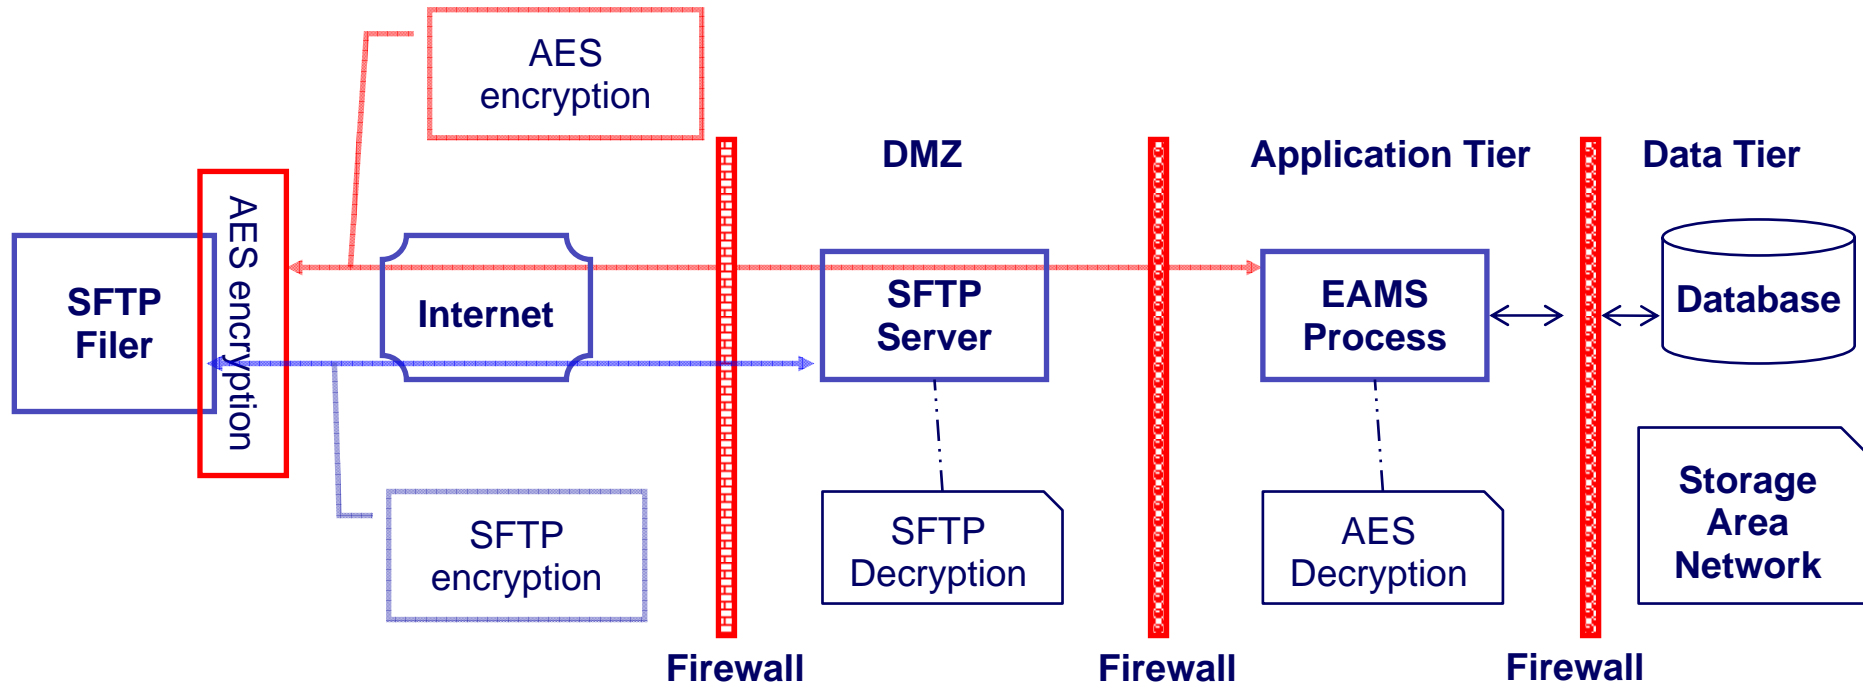 AES
encryption
DMZ
Application Tier
Data Tier
AES encryption
SFTP
Filer
Internet
SFTP
Server
EAMS
Process
Database
SFTP
encryption
SFTP
Decryption
AES
Decryption
Storage
Area
Network
Firewall
Firewall
Firewall